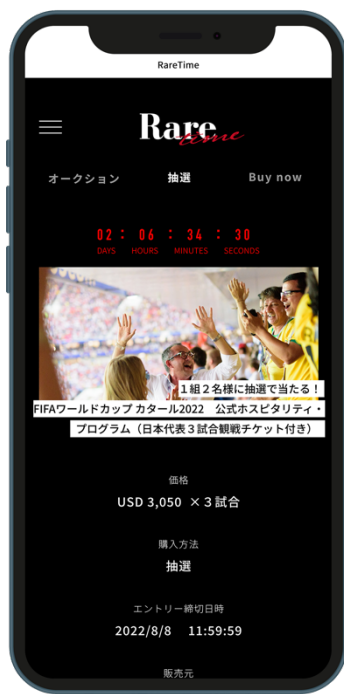 RareTime
Rare
time
オークション 抽選 Buy now
02 : 06 : 34 : 30
DAYS HOURS MINUTES SECONDS
1組2名様に抽選で当たる！
FIFAワールドカップ カタール2022 公式ホスピタリティ・
プログラム（日本代表３試合観戦チケット付き）
価格
USD 3,050 ×３試合
購入方法
抽選
エントリー締切日時
2022/8/8 11:59:59
販売元